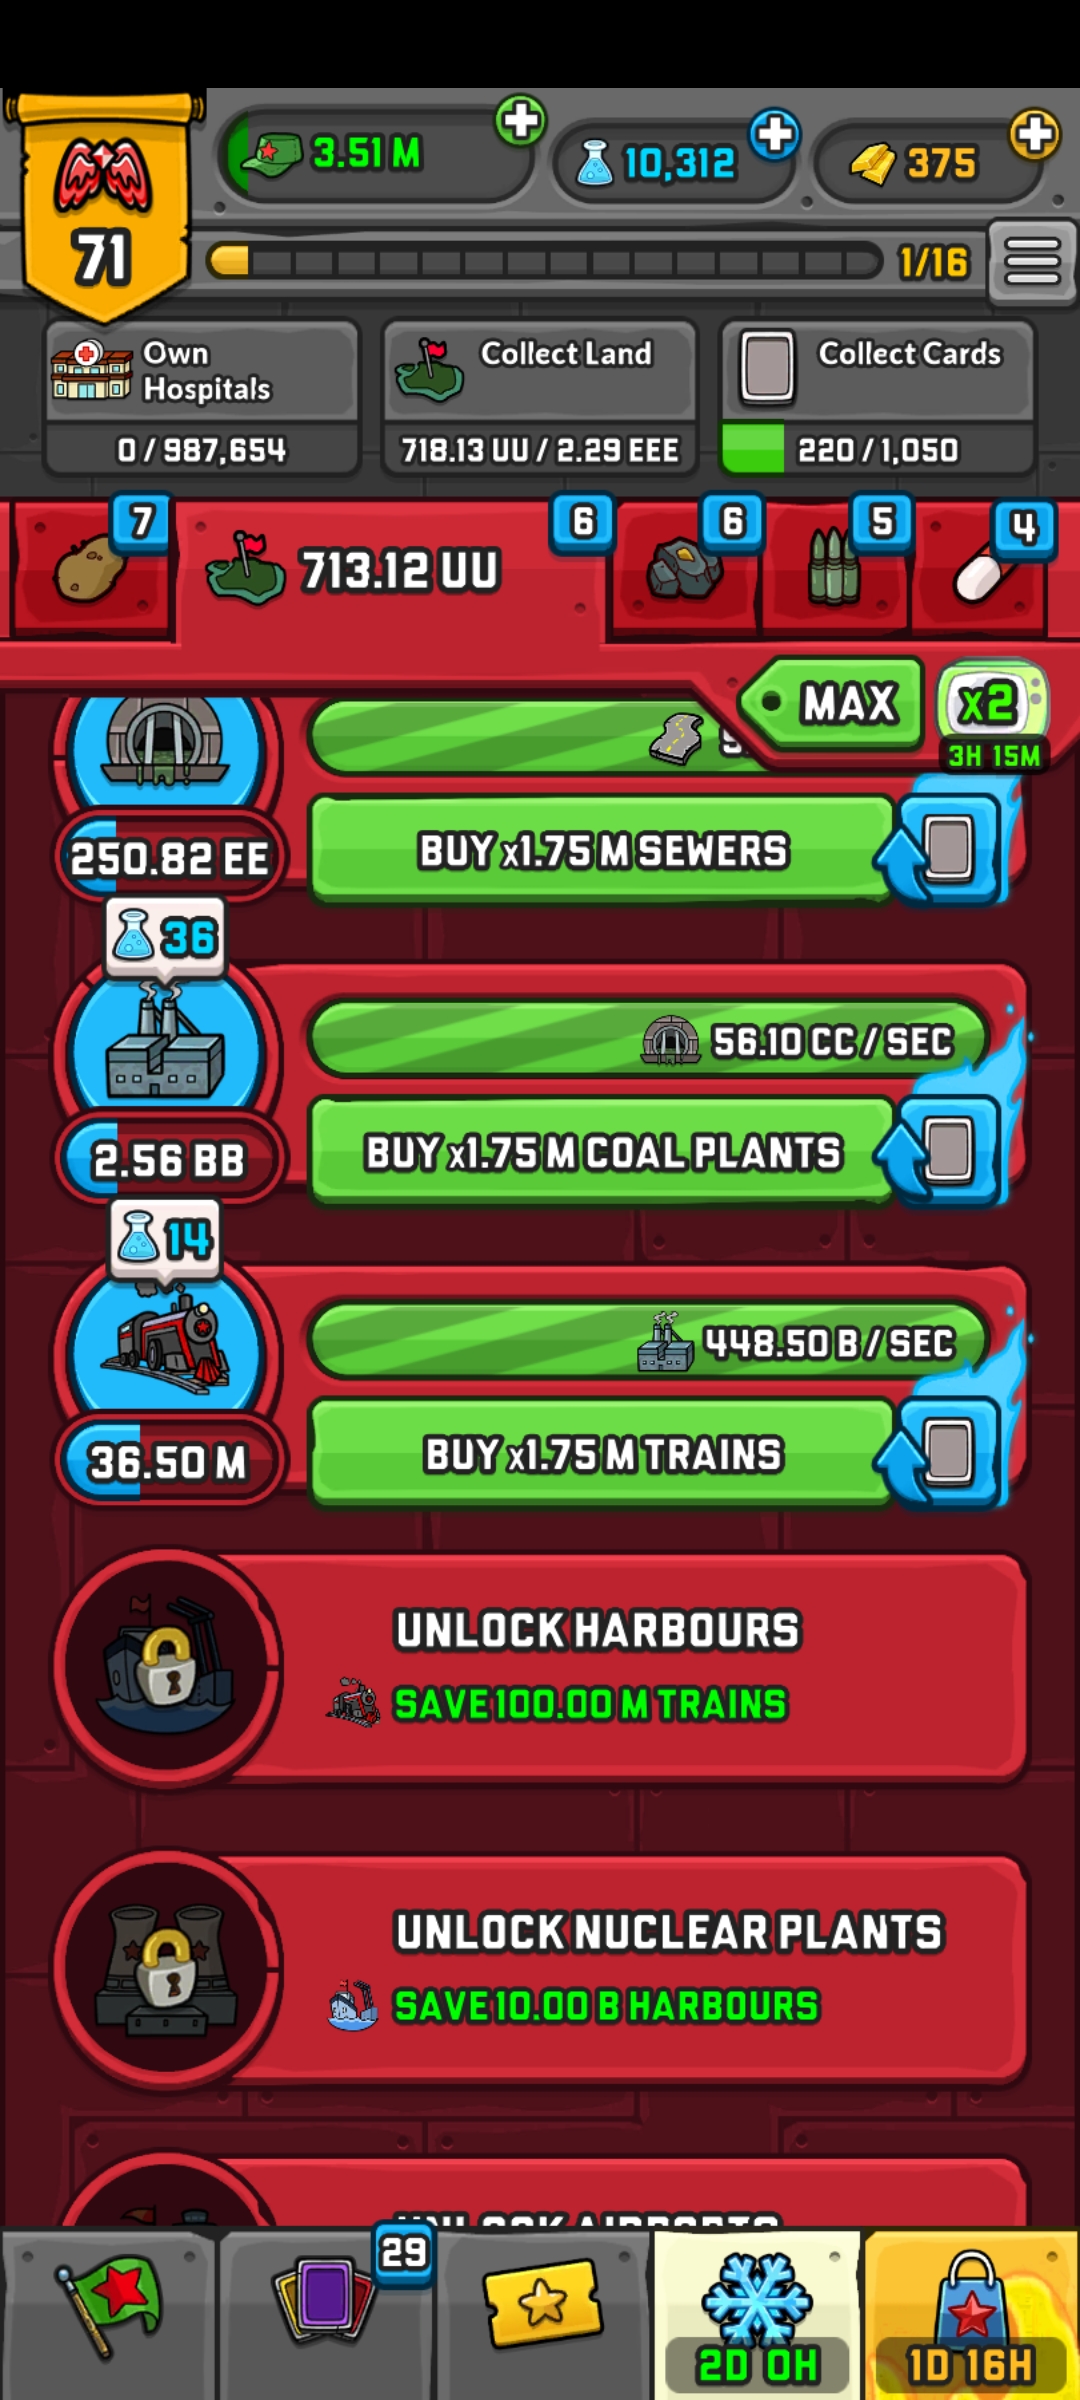 3.51 M
10,312
375
71
1/16
Own
Hospitals
0 / 987,654
Collect Land
718.13 UU / 2.29 EEE
Collect Cards
220 / 1,050
7
713.12 UU
6
6
5
4
MAX
x2
3H 15M
250.82 EE
BUY x1.75 M SEWERS
36
56.10 CC / SEC
2.56 BB
BUY x1.75 M COAL PLANTS
14
448.50 B / SEC
36.50 M
BUY x1.75 M TRAINS
UNLOCK HARBOURS
SAVE 100.00 M TRAINS
UNLOCK NUCLEAR PLANTS
SAVE 10.00 B HARBOURS
UNLOCK AIRPORTS
29
2D 0H
1D 16H